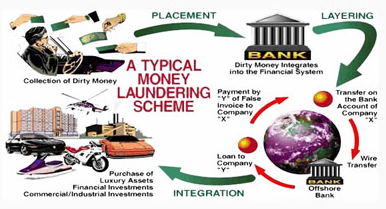 PLACEMENT
LAYERING
BANK
A TYPICAL
MONEY
LAUNDERING
SCHEME
Collection of Dirty Money
Dirty Money Integrates
into the Financial System
Payment by
"Y" of False
Invoice to Company
"X"
Transfer on
the Bank
Account of
Company
"X"
Loan to
Company
"Y"
Wire
Transfer
BANK
Offshore
Bank
INTEGRATION
Purchase of
Luxury Assets
Financial Investments
Commercial/Industrial Investments